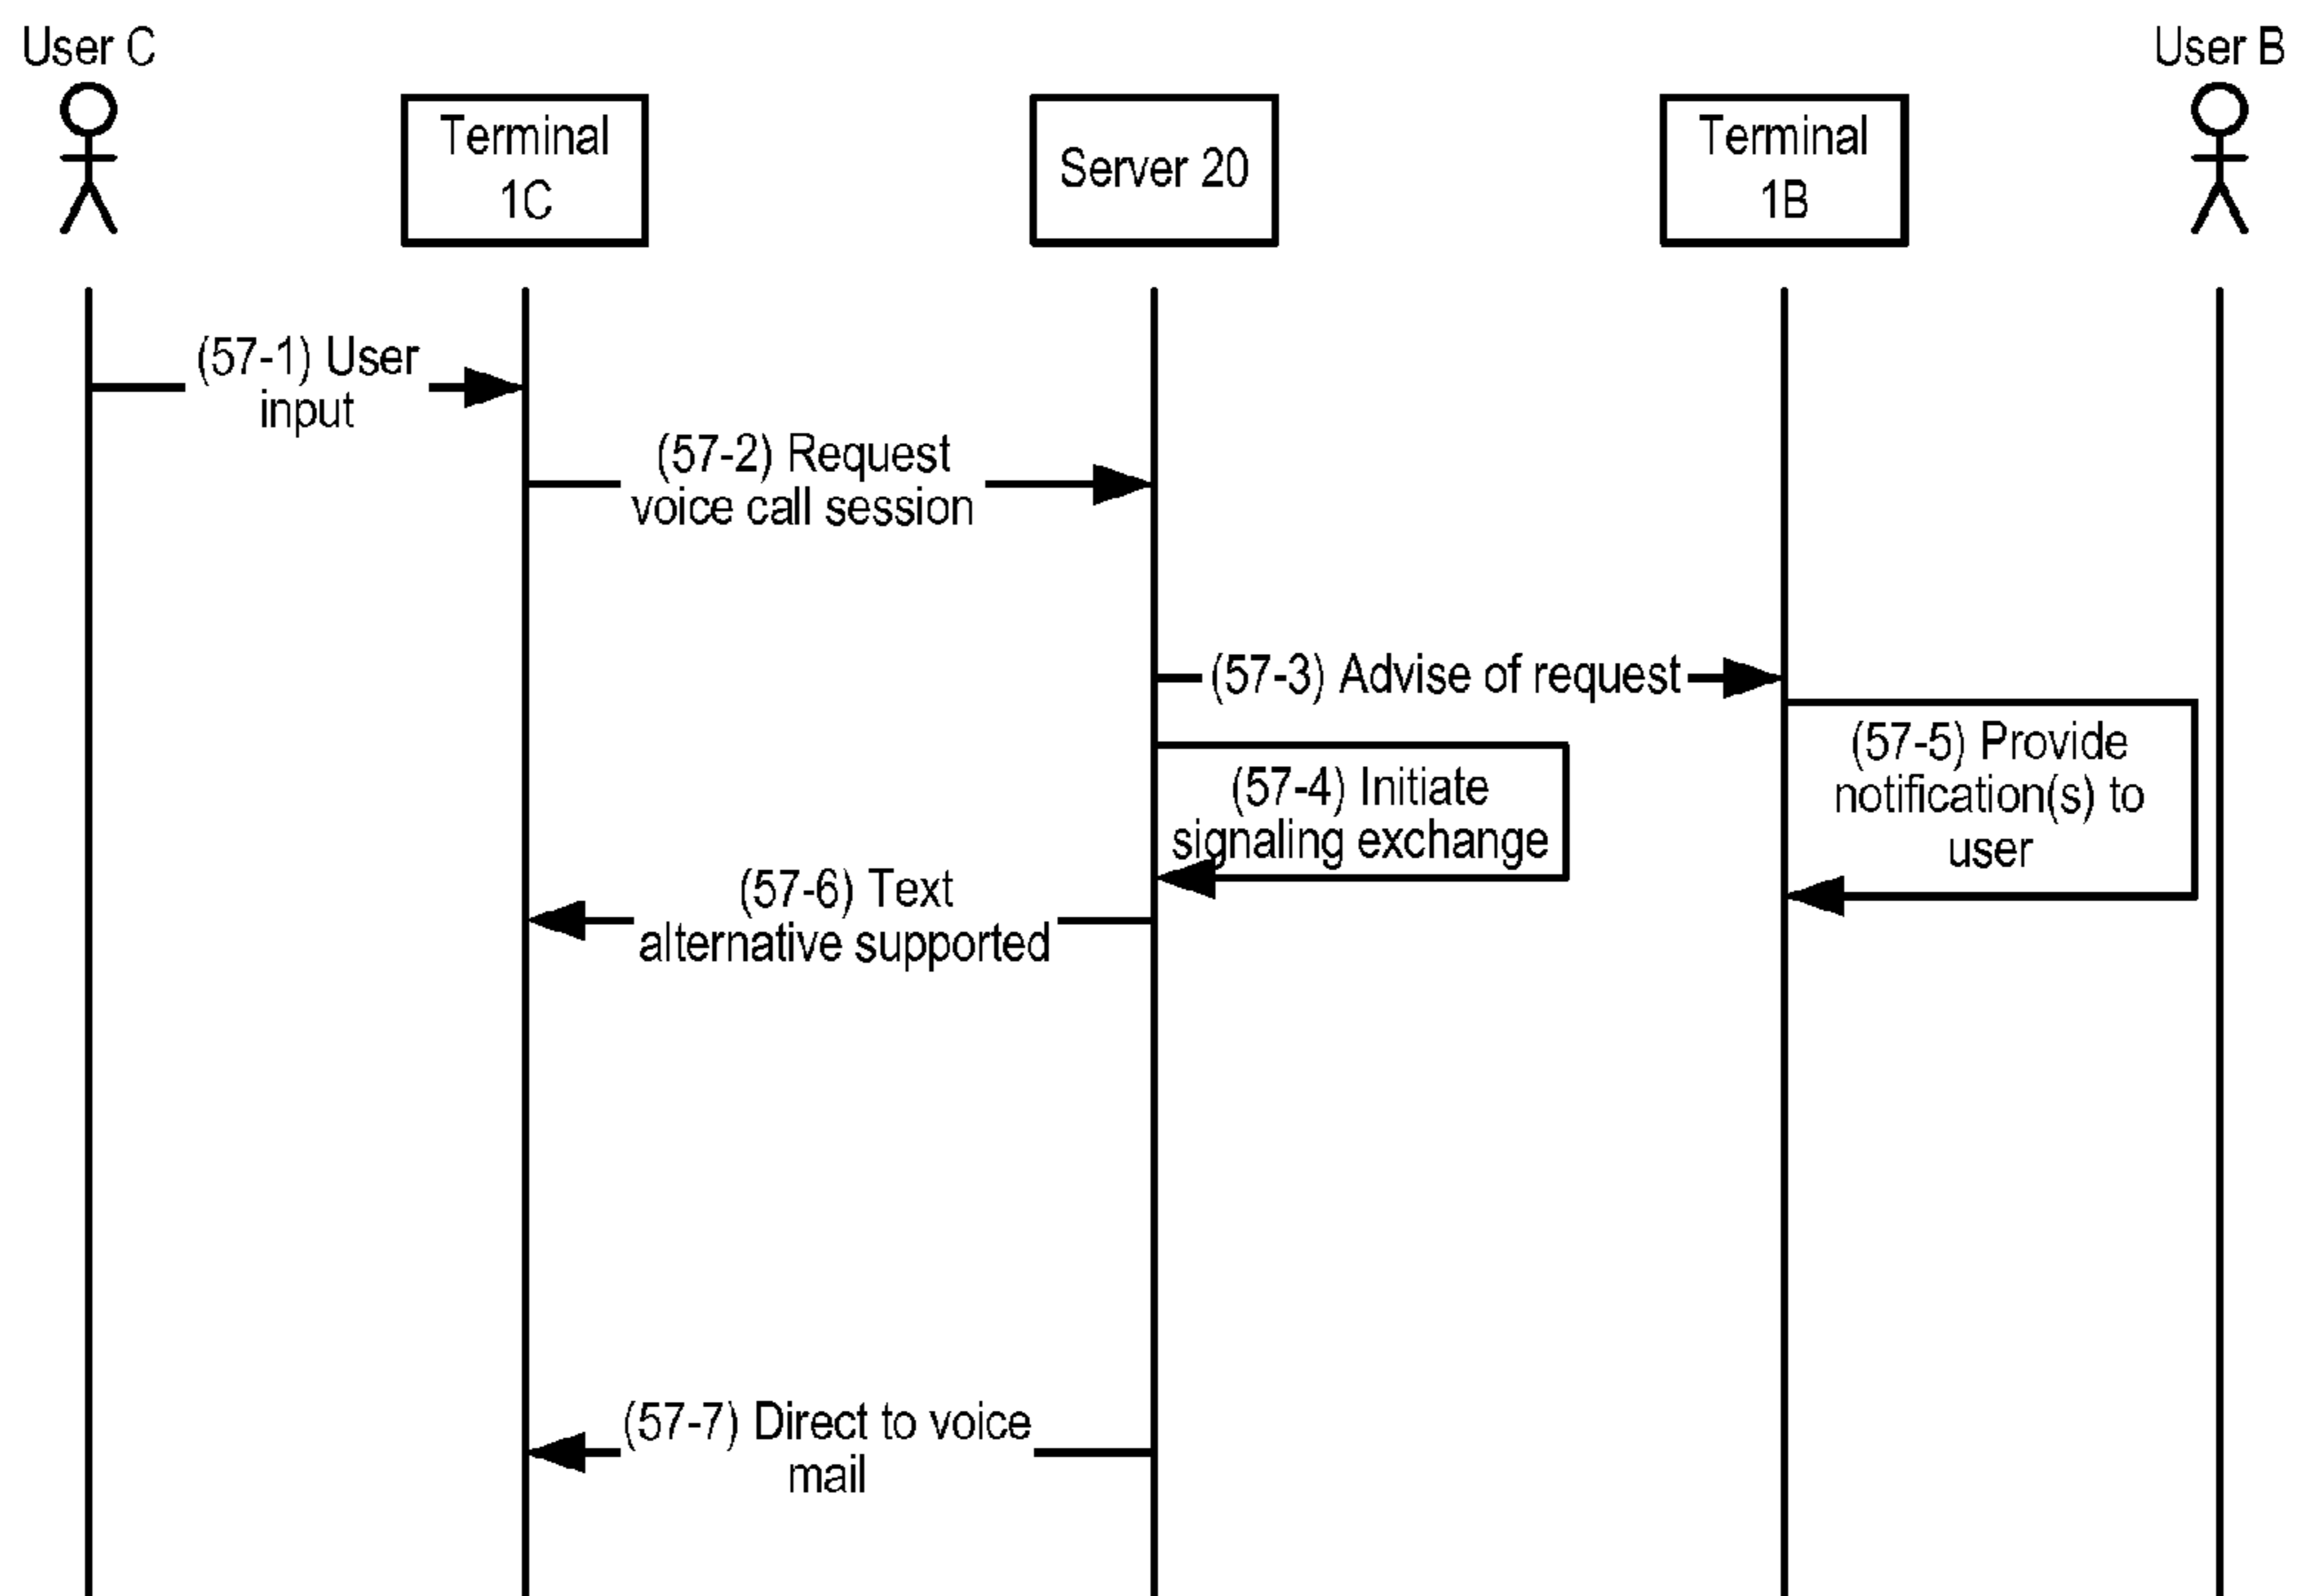 User C
User B
Terminal
1C
Server 20
Terminal
1B
(57-1) User
input
(57-2) Request
voice call session
(57-3) Advise of request
(57-5) Provide
notification(s) to
user
(57-4) Initiate
signaling exchange
(57-6) Text
alternative supported
(57-7) Direct to voice
mail